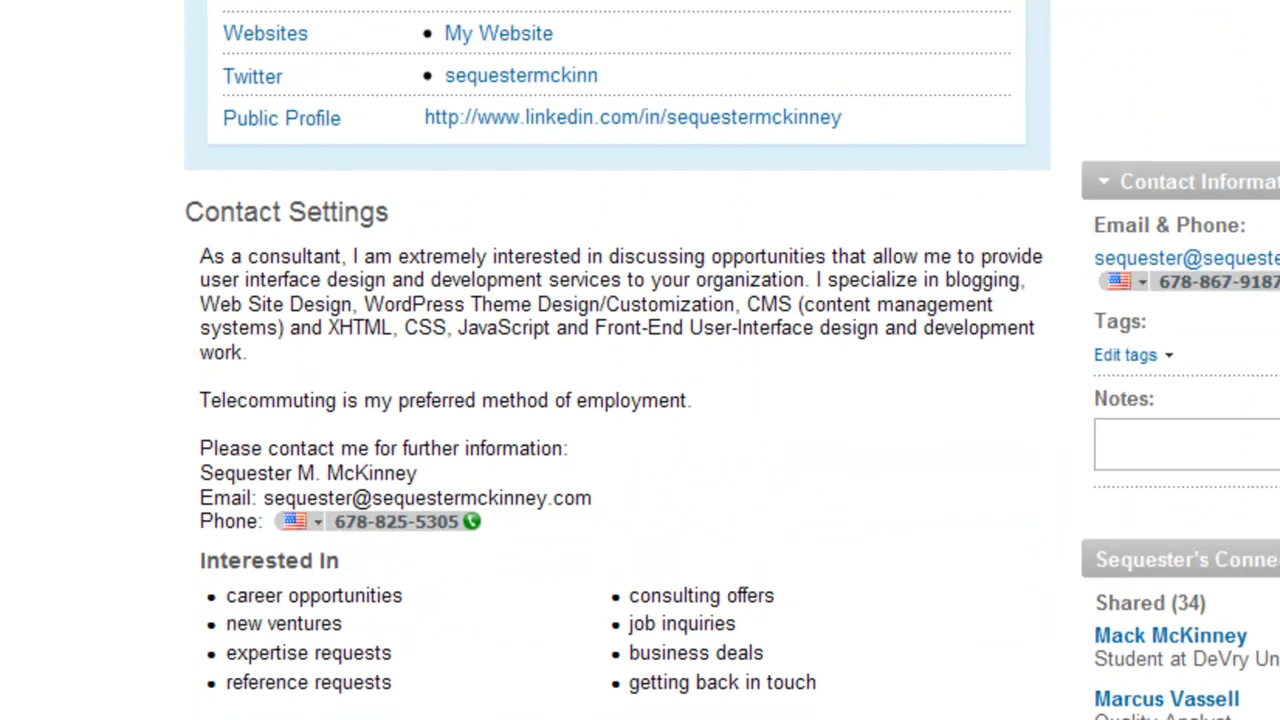 Websites • My Website
Twitter • sequestermckinn
Public Profile http://www.linkedin.com/in/sequestermckinney
Contact Settings
As a consultant, I am extremely interested in discussing opportunities that allow me to provide
user interface design and development services to your organization. I specialize in blogging,
Web Site Design, WordPress Theme Design/Customization, CMS (content management
systems) and XHTML, CSS, JavaScript and Front-End User-Interface design and development
work.
Telecommuting is my preferred method of employment.
Please contact me for further information:
Sequester M. McKinney
Email: sequester@sequestermckinney.com
Phone: 678-825-5305
Interested In
• career opportunities
• new ventures
• expertise requests
• reference requests
• consulting offers
• job inquiries
• business deals
• getting back in touch
Contact Informat
Email & Phone:
sequester@sequeste
678-867-9187
Tags:
Edit tags
Notes:
Sequester's Conne
Shared (34)
Mack McKinney
Student at DeVry Un
Marcus Vassell
Quality Analyst